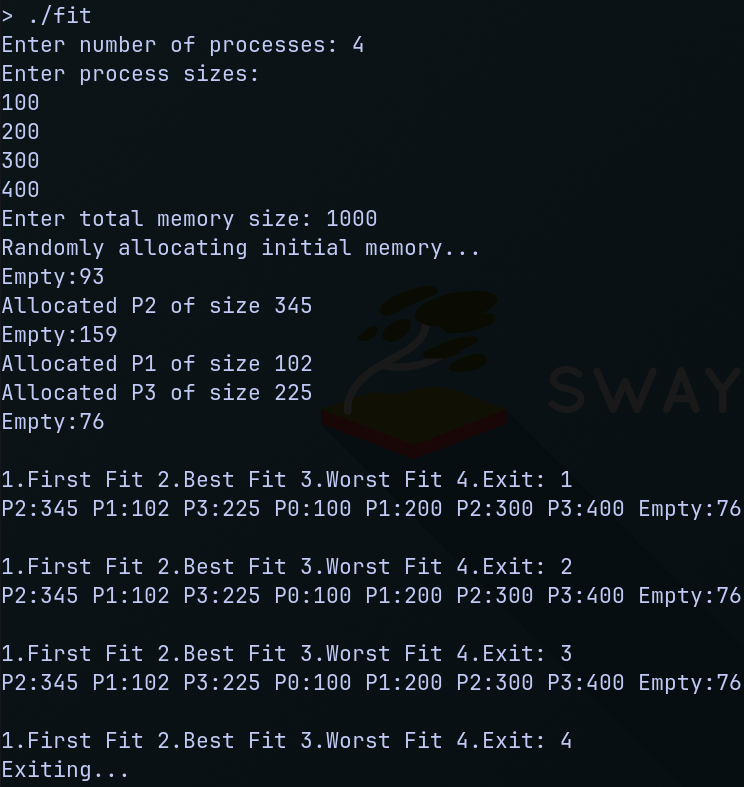 > ./fit
Enter number of processes: 4
Enter process sizes:
100
200
300
400
Enter total memory size: 1000
Randomly allocating initial memory...
Empty:93
Allocated P2 of size 345
Empty:159
Allocated P1 of size 102
Allocated P3 of size 225
Empty:76
SWAY

1.First Fit 2.Best Fit 3.Worst Fit 4.Exit: 1
P2:345 P1:102 P3:225 P0:100 P1:200 P2:300 P3:400 Empty:76

1.First Fit 2.Best Fit 3.Worst Fit 4.Exit: 2
P2:345 P1:102 P3:225 P0:100 P1:200 P2:300 P3:400 Empty:76

1.First Fit 2.Best Fit 3.Worst Fit 4.Exit: 3
P2:345 P1:102 P3:225 P0:100 P1:200 P2:300 P3:400 Empty:76

1.First Fit 2.Best Fit 3.Worst Fit 4.Exit: 4
Exiting...